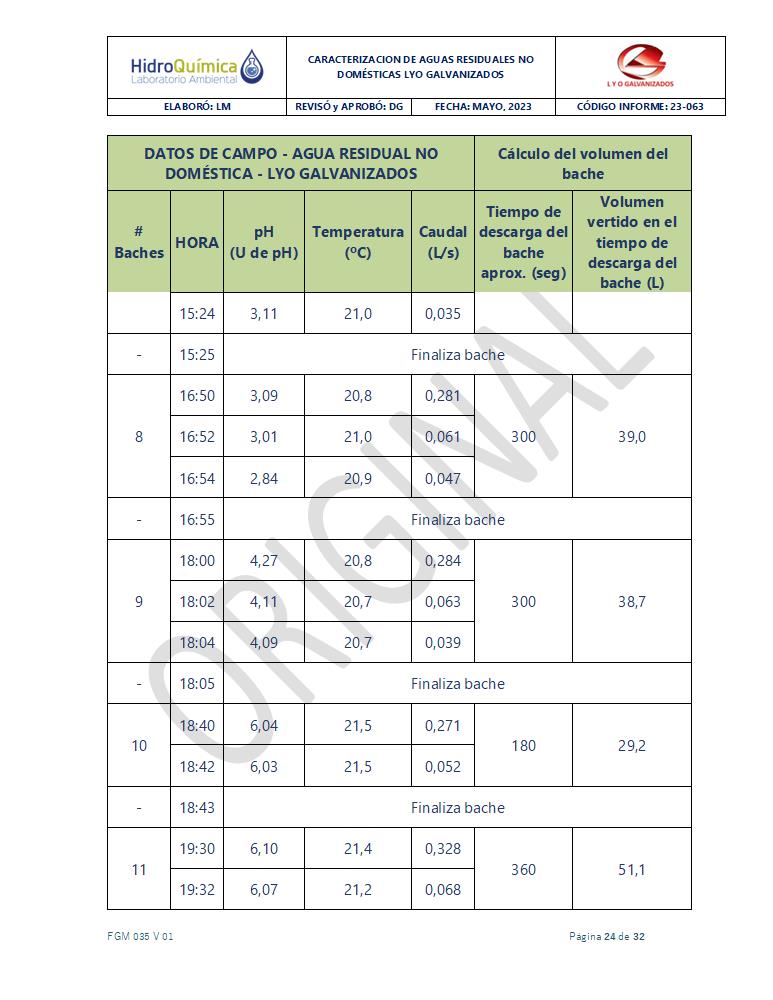 HidroQuímica
Laboratorio Ambiental
CARACTERIZACION DE AGUAS RESIDUALES NO
DOMÉSTICAS LYO GALVANIZADOS
L Y O GALVANIZADOS
ELABORÓ: LM
REVISÓ y APROBÓ: DG
FECHA: MAYO, 2023
CÓDIGO INFORME: 23-063
DATOS DE CAMPO - AGUA RESIDUAL NO
DOMÉSTICA - LYO GALVANIZADOS
Cálculo del volumen del
bache
#
Baches
HORA
pH
(U de pH)
Temperatura
(ºC)
Caudal
(L/s)
Tiempo de
descarga del
bache
aprox. (seg)
Volumen
vertido en el
tiempo de
descarga del
bache (L)
15:24 3,11 21,0 0,035
- 15:25 Finaliza bache
16:50 3,09 20,8 0,281
8 16:52 3,01 21,0 0,061 300 39,0
16:54 2,84 20,9 0,047
- 16:55 Finaliza bache
18:00 4,27 20,8 0,284
9 18:02 4,11 20,7 0,063 300 38,7
18:04 4,09 20,7 0,039
- 18:05 Finaliza bache
18:40 6,04 21,5 0,271
10 180 29,2
18:42 6,03 21,5 0,052
- 18:43 Finaliza bache
19:30 6,10 21,4 0,328
11 360 51,1
19:32 6,07 21,2 0,068
ORIGINAL
FGM 035 V 01
Página 24 de 32